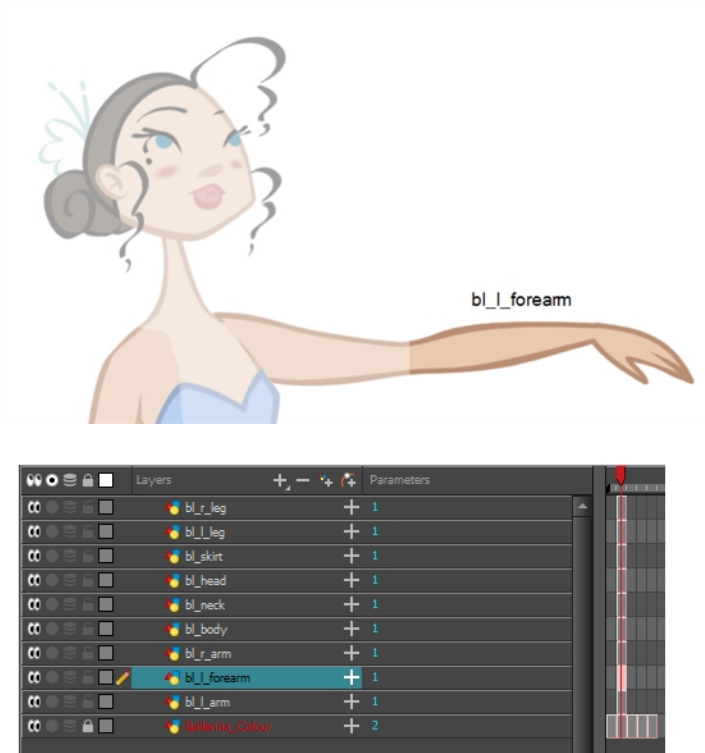 bl_l_forearm
Layers Parameters
bl_r_leg 1
bl_l_leg 1
bl_skirt 1
bl_head 1
bl_neck 1
bl_body 1
bl_r_arm 1
bl_l_forearm 1
bl_l_arm 1
Ballerina_Colour 2